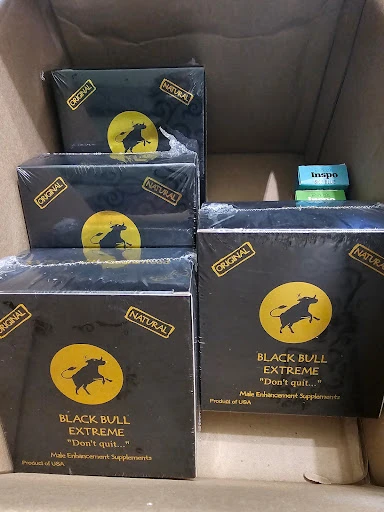 ORIGINAL
NATURAL
ORIGINAL
NATURAL
Inspo
ORIGINAL
NATURAL
BLACK BULL
EXTREME
"Don't quit..."
Male Enhancement Supplements
Product of USA
ORIGINAL
NATURAL
BLACK BULL
EXTREME
"Don't quit..."
Male Enhancement Supplements
Product of USA